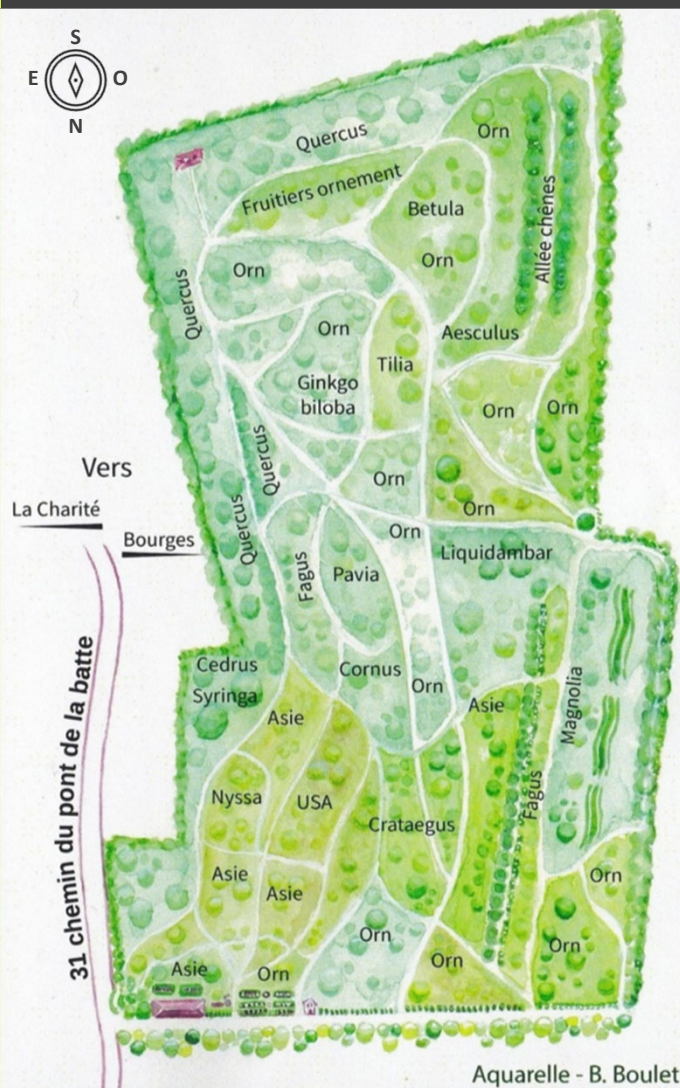 S
E
O
N
Quercus
Orn
Fruitiers ornement
Betula
Allée chênes
Orn
Orn
Quercus
Orn
Aesculus
Tilia
Ginkgo
biloba
Orn
Orn
Quercus
Orn
Vers
La Charité
Orn
Quercus
Orn
Bourges
Liquidambar
Fagus
Pavia
31 chemin du pont de la batte
Cedrus
Syringa
Cornus
Orn
Magnolia
Asie
Asie
Nyssa
USA
Fagus
Crataegus
Asie
Asie
Orn
Orn
Orn
Orn
Asie
Orn
Aquarelle - B. Boulet